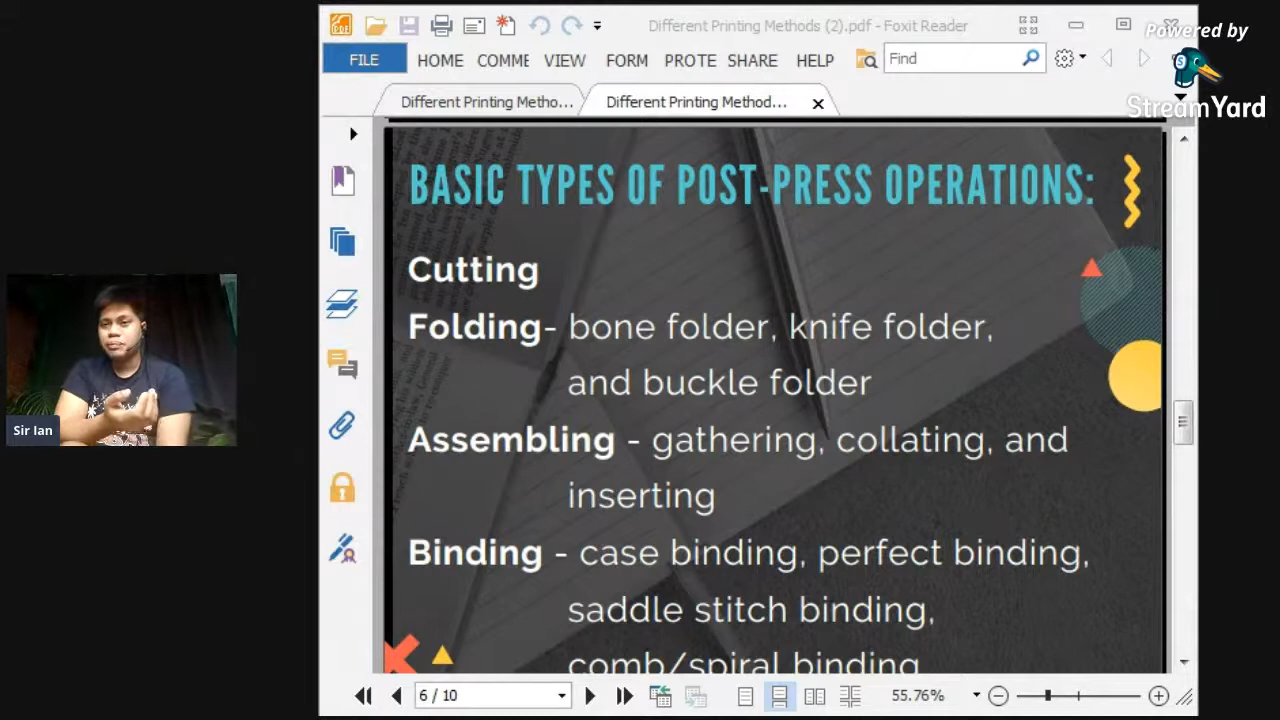 Different Printing Methods (2).pdf - Foxit Reader
Powered by
StreamYard
FILE HOME COMME VIEW FORM PROTE SHARE HELP Find
Different Printing Metho... Different Printing Method...
BASIC TYPES OF POST-PRESS OPERATIONS:
Cutting
Folding- bone folder, knife folder,
and buckle folder
Assembling - gathering, collating, and
inserting
Binding - case binding, perfect binding,
saddle stitch binding,
comb/spiral binding
Sir Ian
6 / 10
55.76%